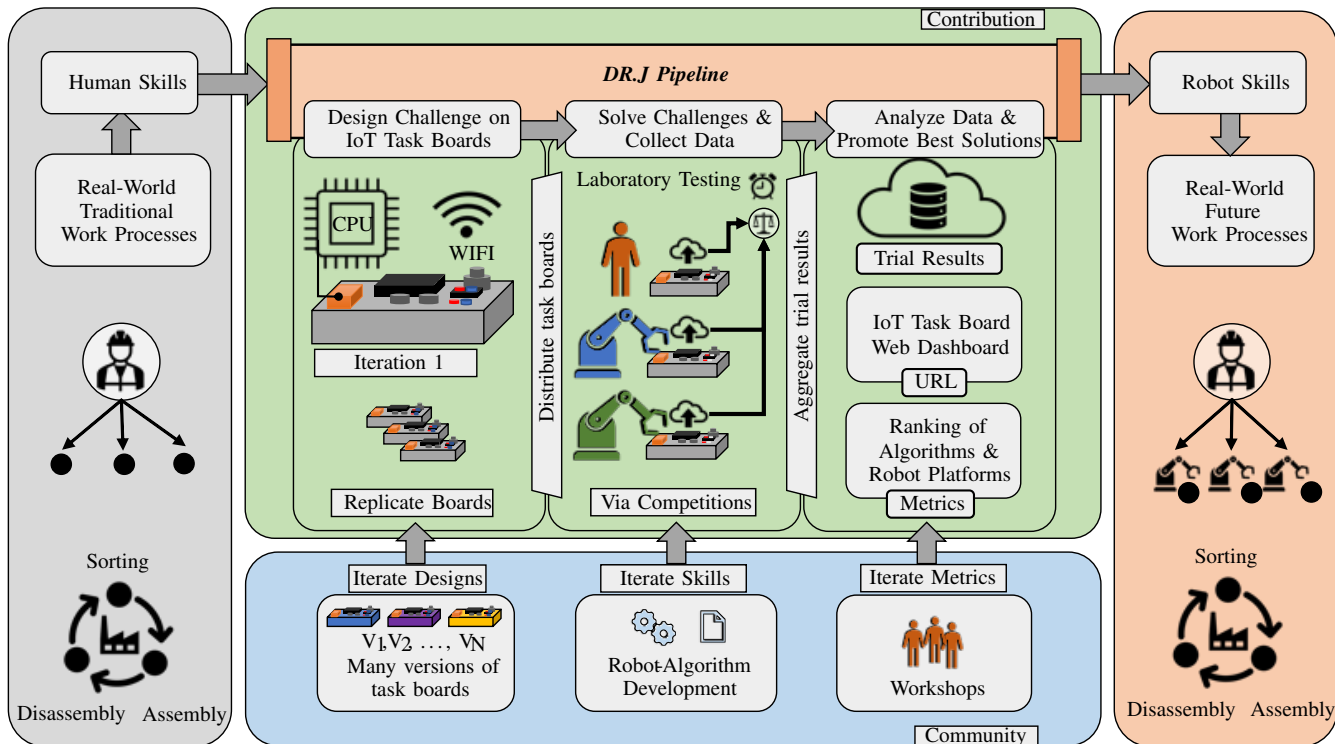 Contribution
DR.J Pipeline
Human Skills
Real-World
Traditional
Work Processes
Sorting
Disassembly
Assembly
Design Challenge on
IoT Task Boards
CPU
WIFI
Iteration 1
Replicate Boards
Distribute task boards
Solve Challenges &
Collect Data
Laboratory Testing
Via Competitions
Aggregate trial results
Analyze Data &
Promote Best Solutions
Trial Results
IoT Task Board
Web Dashboard
URL
Ranking of
Algorithms &
Robot Platforms
Metrics
Iterate Designs
V1,V2, …, VN
Many versions of
task boards
Iterate Skills
Robot-Algorithm
Development
Iterate Metrics
Workshops
Community
Robot Skills
Real-World
Future
Work Processes
Sorting
Disassembly
Assembly